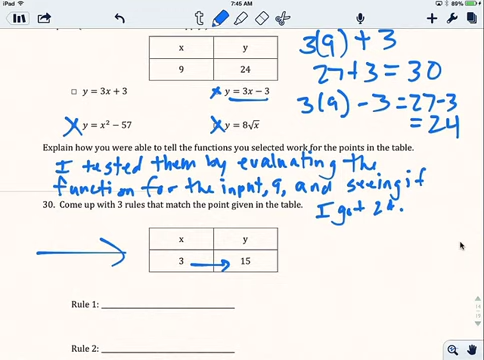 iPad
7:45 AM
89%
x y
9 24
3(9) + 3
27 + 3 = 30
3(9) - 3 = 27 - 3
= 24
□ y = 3x + 3
y = 3x − 3
y = x² − 57
y = 8√x
Explain how you were able to tell the functions you selected work for the points in the table.
I tested them by evaluating the
function for the input, 9, and seeing if
I got 24.
30. Come up with 3 rules that match the point given in the table.
x y
3 15
Rule 1:
Rule 2: